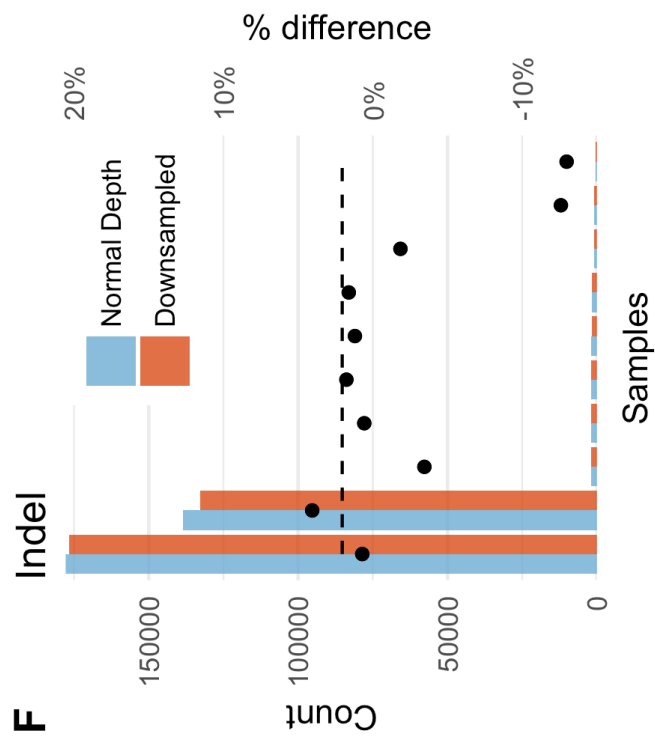 F
Indel
Normal Depth
Downsampled
Count
150000
100000
50000
0
% difference
20%
10%
0%
-10%
Samples